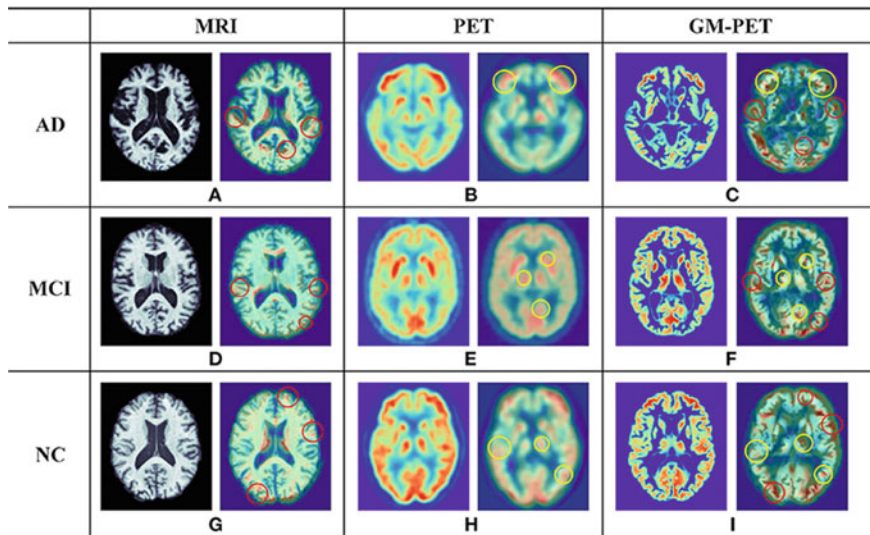 MRI PET GM-PET
AD
A B C
MCI
D E F
NC
G H I